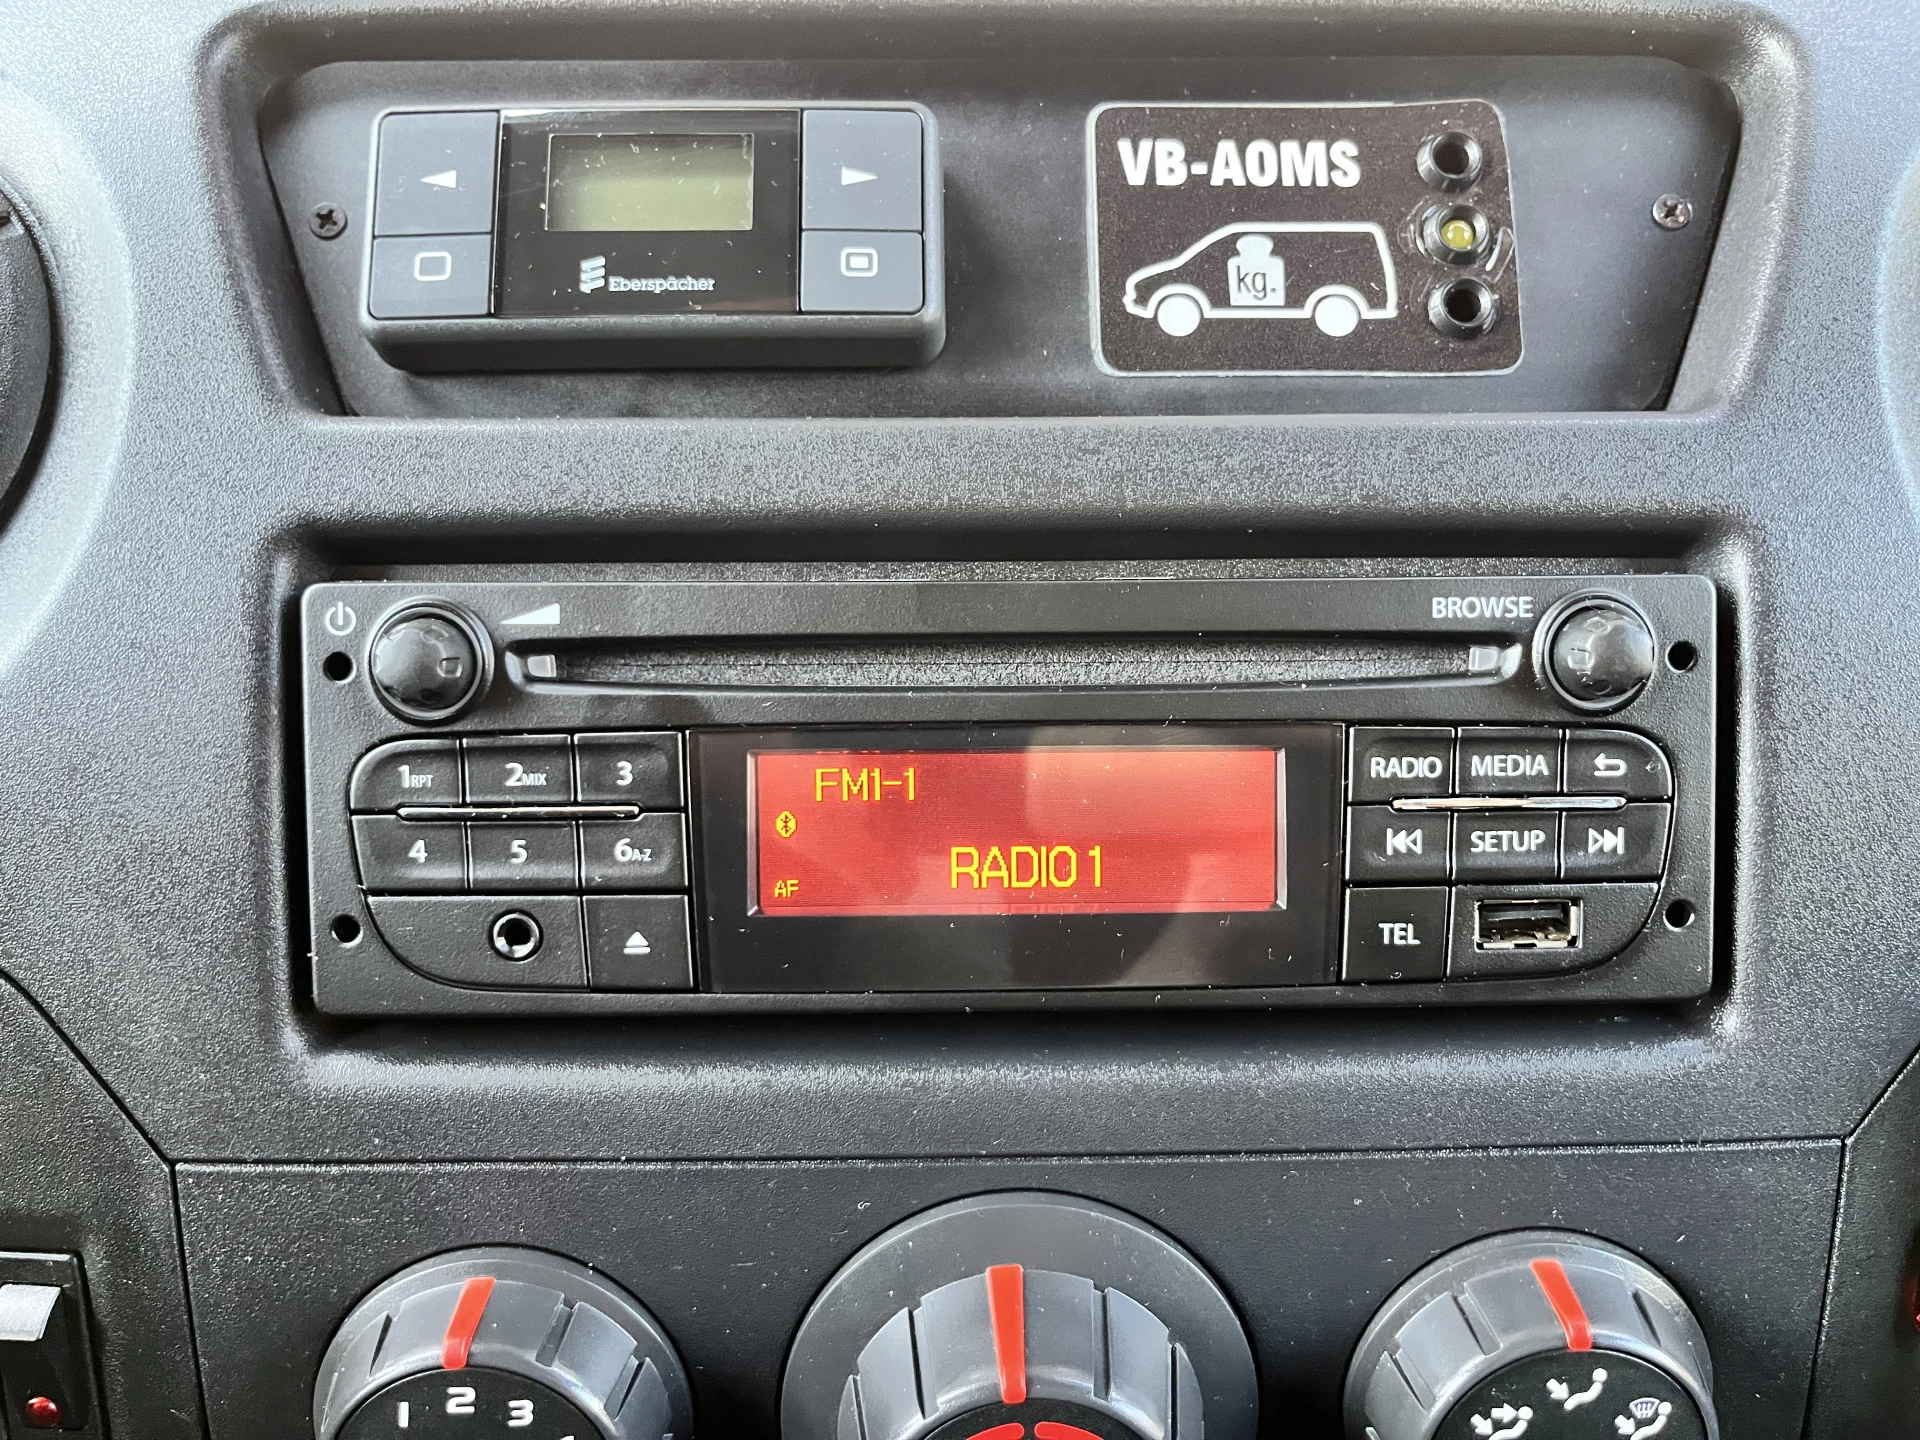 VB-AOMS
kg.
Eberspächer
BROWSE
1RPT 2MIX 3
4 5 6A-Z
FM1-1
RADIO 1
AF
RADIO MEDIA
SETUP
TEL
1 2 3